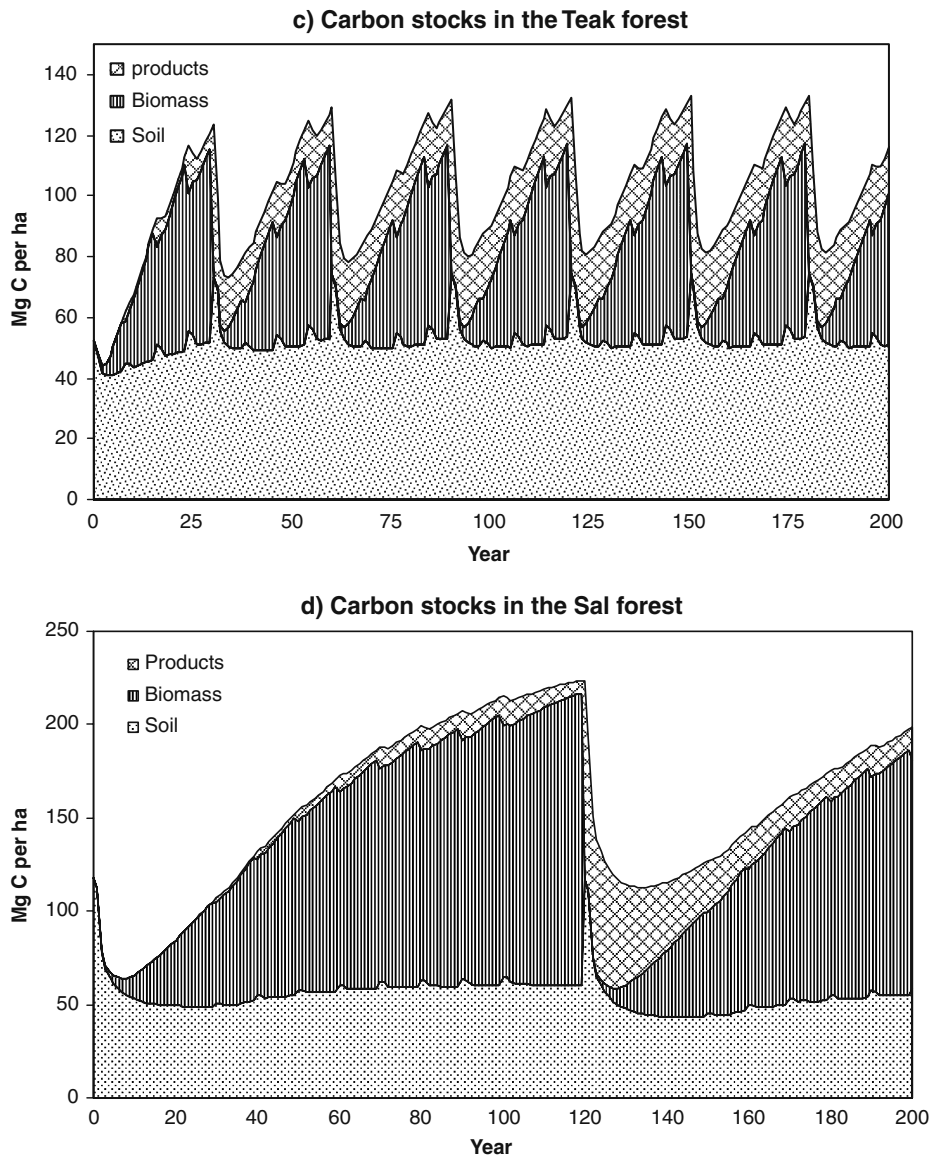 c) Carbon stocks in the Teak forest
140
120
100
80
60
40
20
0
Mg C per ha
products
Biomass
Soil
0 25 50 75 100 125 150 175 200
Year
d) Carbon stocks in the Sal forest
250
200
150
100
50
0
Mg C per ha
Products
Biomass
Soil
0 20 40 60 80 100 120 140 160 180 200
Year